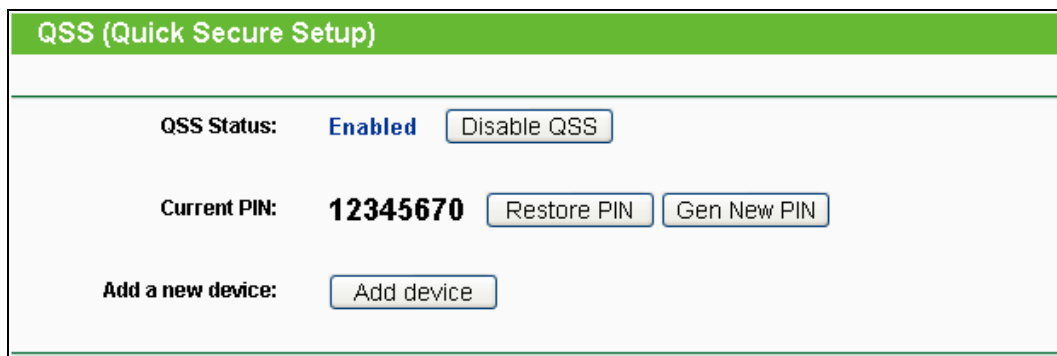 QSS (Quick Secure Setup)
QSS Status: Enabled Disable QSS
Current PIN: 12345670 Restore PIN Gen New PIN
Add a new device: Add device